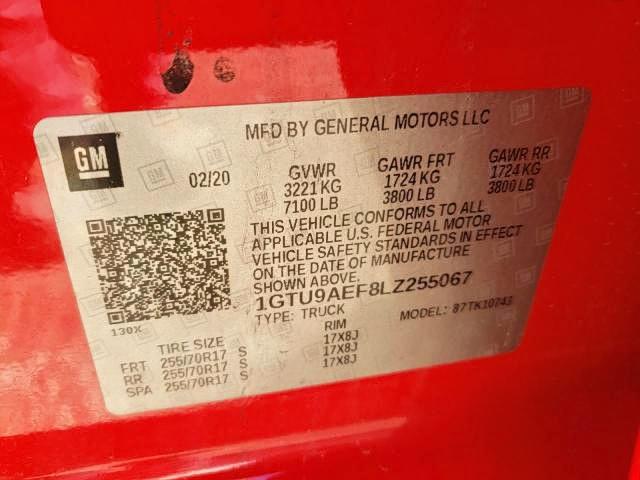 GM
MFD BY GENERAL MOTORS LLC
02/20
GVWR GAWR FRT GAWR RR
3221 KG 1724 KG 1724 KG
7100 LB 3800 LB 3800 LB
THIS VEHICLE CONFORMS TO ALL
APPLICABLE U.S. FEDERAL MOTOR
VEHICLE SAFETY STANDARDS IN EFFECT
ON THE DATE OF MANUFACTURE
SHOWN ABOVE.
1GTU9AEF8LZ255067
130X
TYPE: TRUCK MODEL: 87TK10743
TIRE SIZE RIM
FRT 255/70R17 S 17X8J
RR 255/70R17 S 17X8J
SPA 255/70R17 S 17X8J